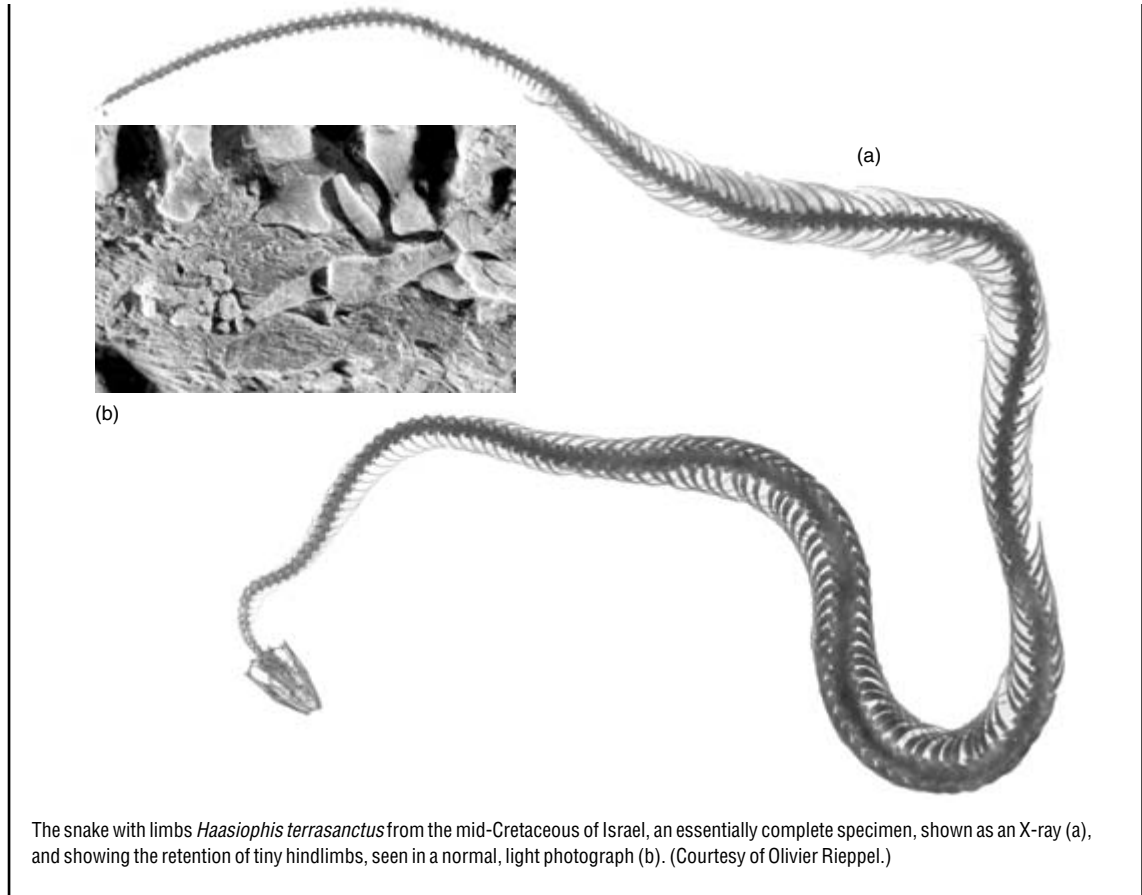 (a)
(b)
The snake with limbs Haasiophis terrasanctus from the mid-Cretaceous of Israel, an essentially complete specimen, shown as an X-ray (a),
and showing the retention of tiny hindlimbs, seen in a normal, light photograph (b). (Courtesy of Olivier Rieppel.)